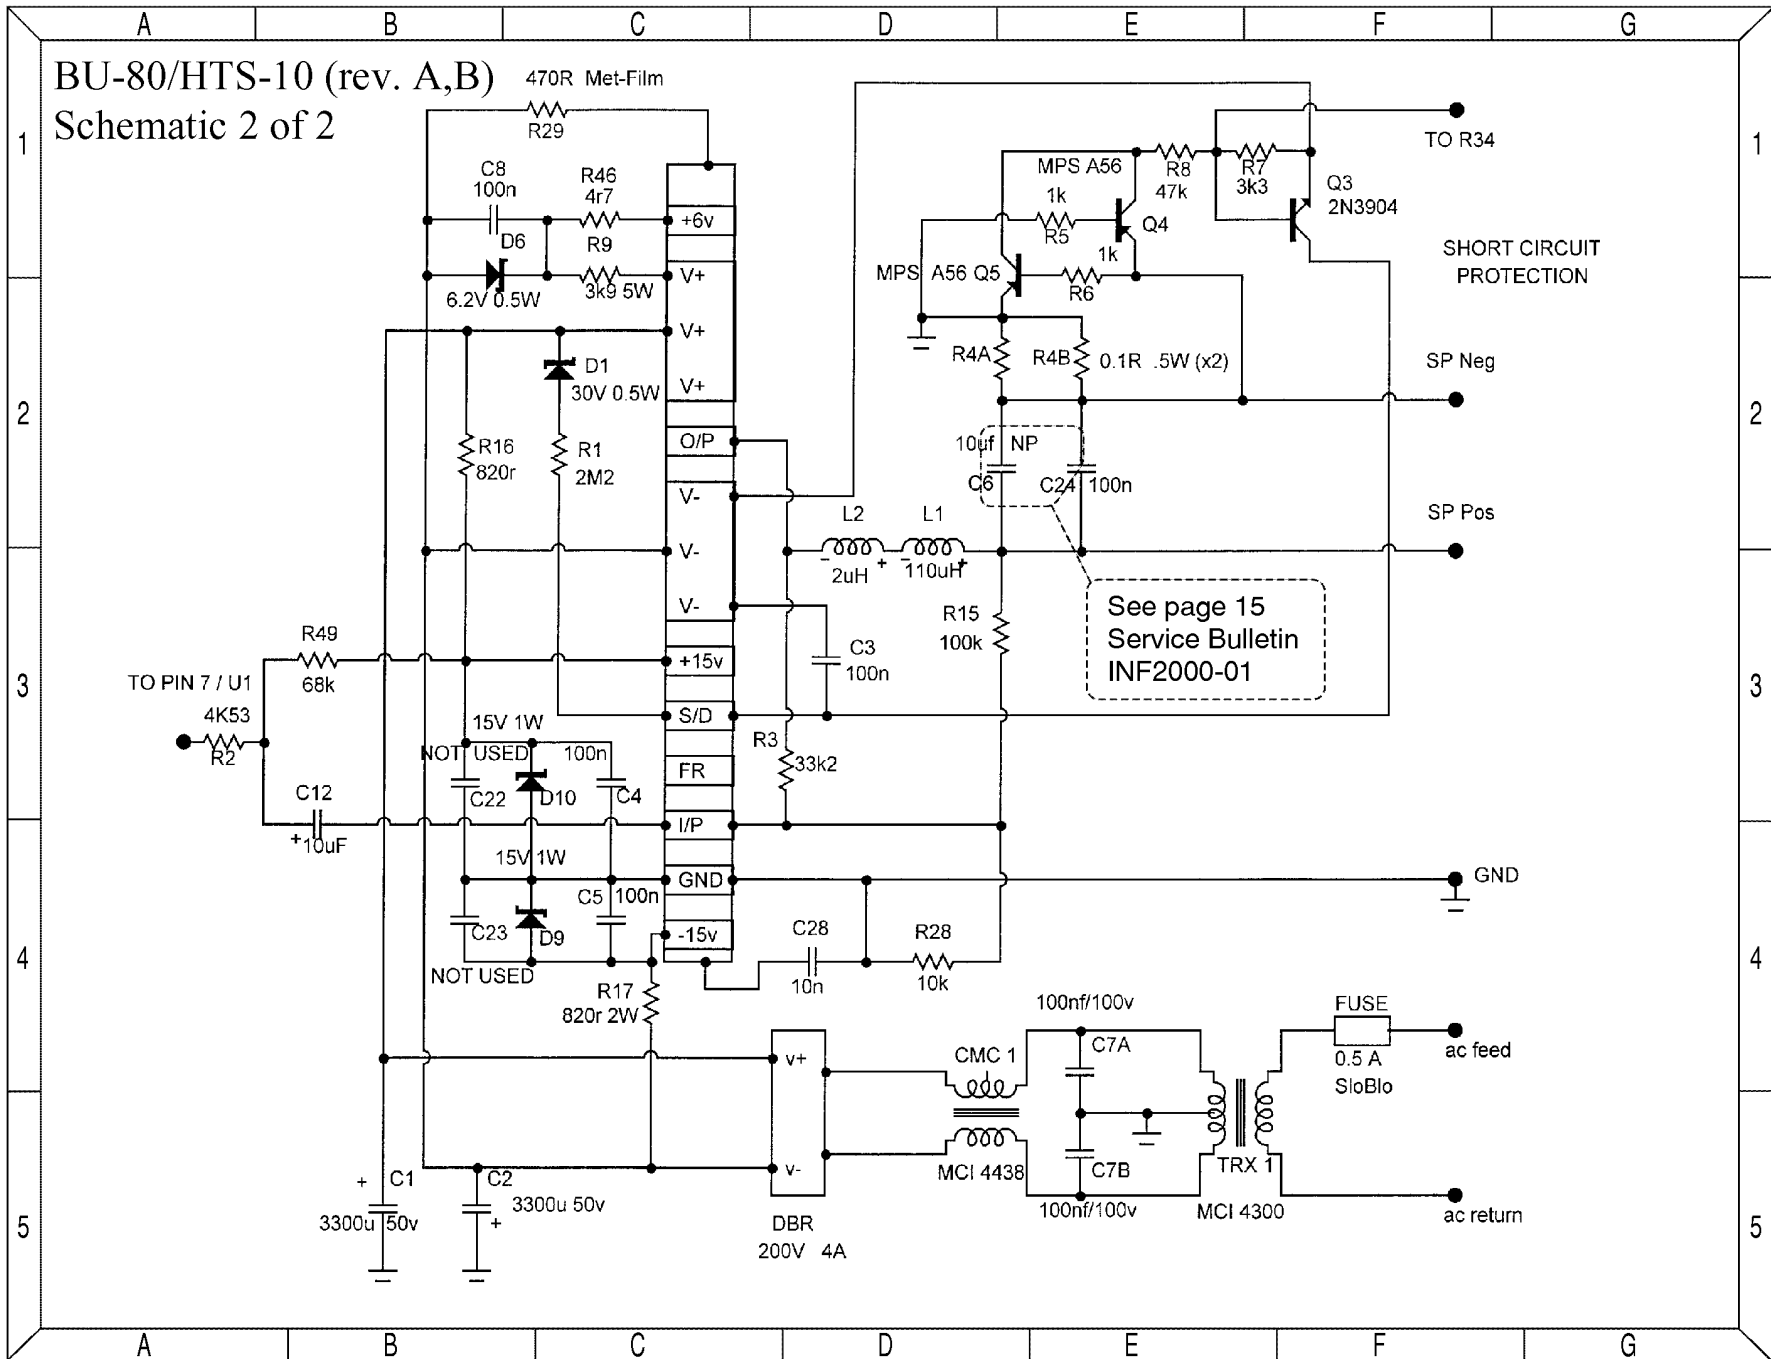 A B C D E F G
BU-80/HTS-10 (rev. A,B)
Schematic 2 of 2
470R Met-Film
R29
1
1
TO R34
C8
100n
R46
4r7
+6v
MPS A56
R8
47k
R7
3k3
Q3
2N3904
1k
R5
Q4
D6
R9
1k
SHORT CIRCUIT
PROTECTION
6.2V 0.5W
3k9 5W
V+
MPS A56 Q5
R6
V+
D1
30V 0.5W
V+
R4A
R4B
0.1R .5W (x2)
SP Neg
2
2
R16
820r
R1
2M2
O/P
10uf NP
C6
C24
100n
V-
L2
L1
SP Pos
V-
- +
2uH
- +
110uH
V-
R15
100k
See page 15
Service Bulletin
INF2000-01
R49
68k
+15v
C3
100n
3
3
TO PIN 7 / U1
4K53
R2
S/D
15V 1W
NOT USED
100n
R3
33k2
FR
C22
D10
C4
C12
+
10uF
I/P
15V 1W
C5
100n
GND
GND
C23
D9
-15v
C28
10n
R28
10k
4
4
NOT USED
R17
820r 2W
100nf/100v
FUSE
v+
CMC 1
C7A
0.5 A
SloBlo
ac feed
v-
MCI 4438
C7B
TRX 1
+
C1
3300u 50v
C2
3300u 50v
+
100nf/100v
MCI 4300
ac return
5
5
DBR
200V 4A
A B C D E F G